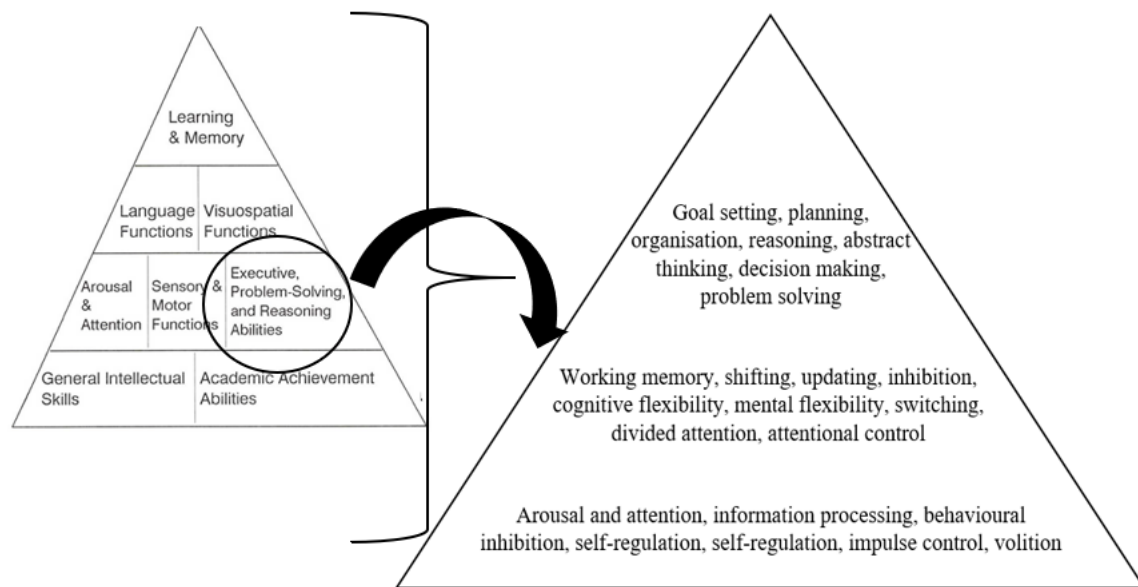 Learning
& Memory
Language
Functions
Visuospatial
Functions
Arousal
&
Attention
Sensory &
Motor
Functions
Executive,
Problem-Solving,
and Reasoning
Abilities
General Intellectual
Skills
Academic Achievement
Abilities
Goal setting, planning,
organisation, reasoning, abstract
thinking, decision making,
problem solving
Working memory, shifting, updating, inhibition,
cognitive flexibility, mental flexibility, switching,
divided attention, attentional control
Arousal and attention, information processing, behavioural
inhibition, self-regulation, self-regulation, impulse control, volition